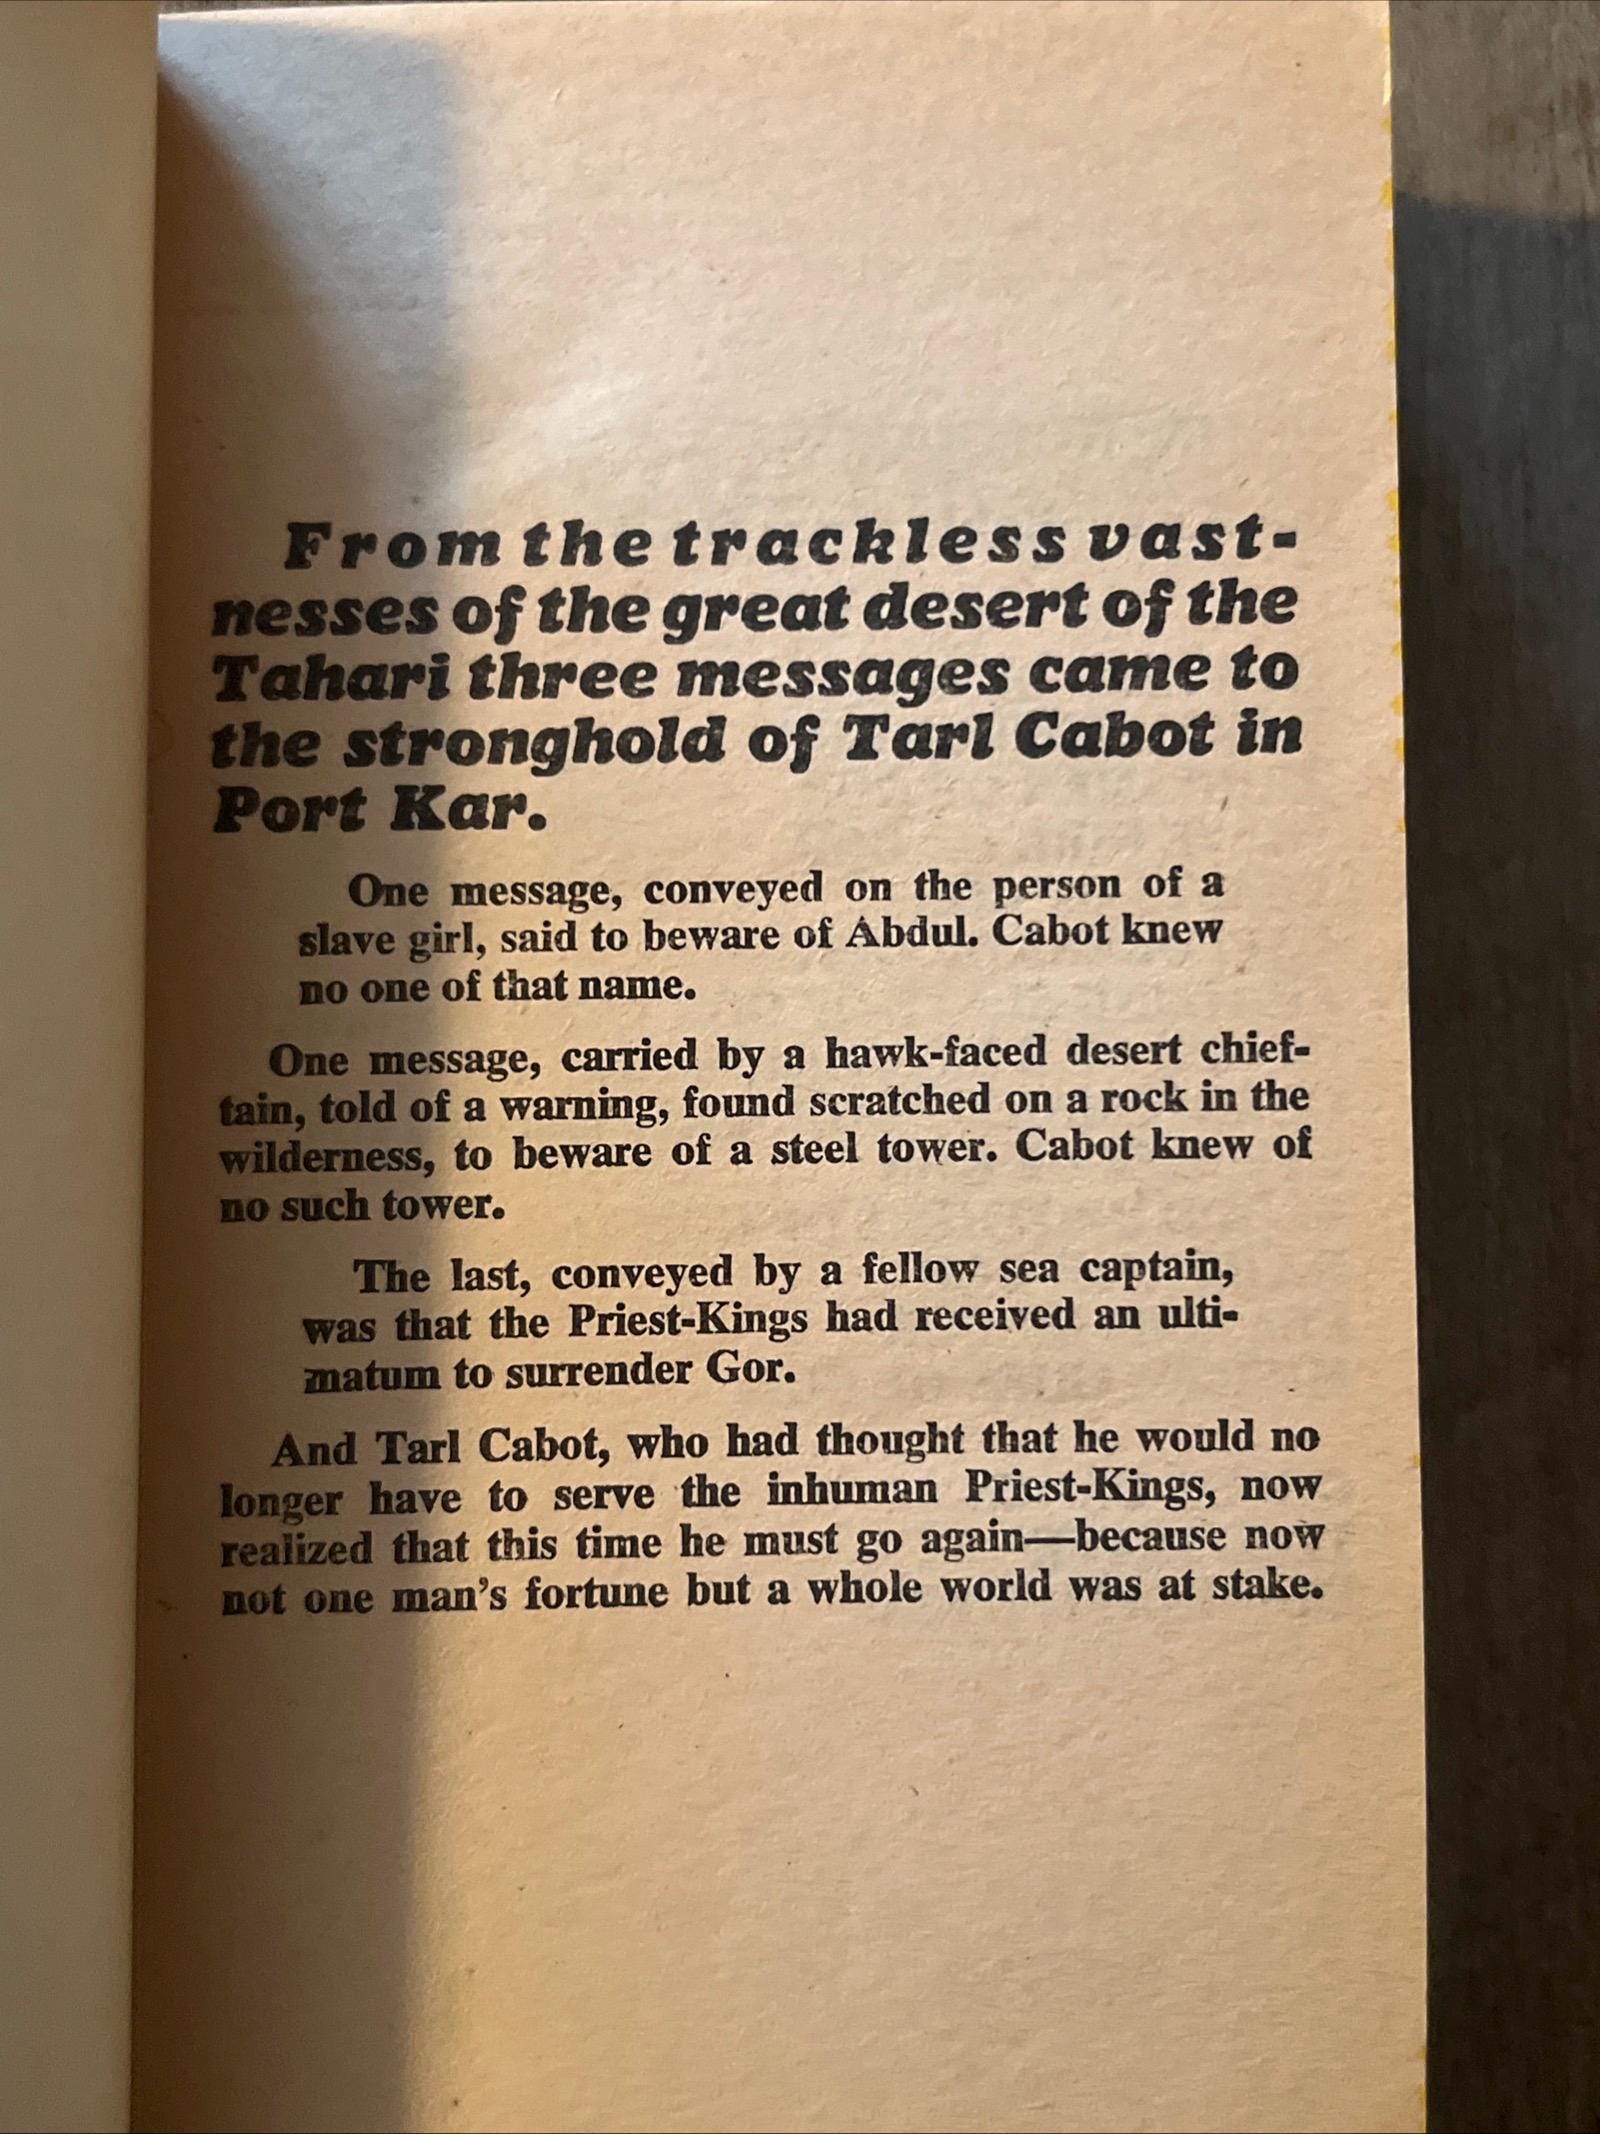 From the trackless vast-
nesses of the great desert of the
Tahari three messages came to
the stronghold of Tarl Cabot in
Port Kar.
One message, conveyed on the person of a
slave girl, said to beware of Abdul. Cabot knew
no one of that name.
One message, carried by a hawk-faced desert chief-
tain, told of a warning, found scratched on a rock in the
wilderness, to beware of a steel tower. Cabot knew of
no such tower.
The last, conveyed by a fellow sea captain,
was that the Priest-Kings had received an ulti-
matum to surrender Gor.
And Tarl Cabot, who had thought that he would no
longer have to serve the inhuman Priest-Kings, now
realized that this time he must go again—because now
not one man's fortune but a whole world was at stake.